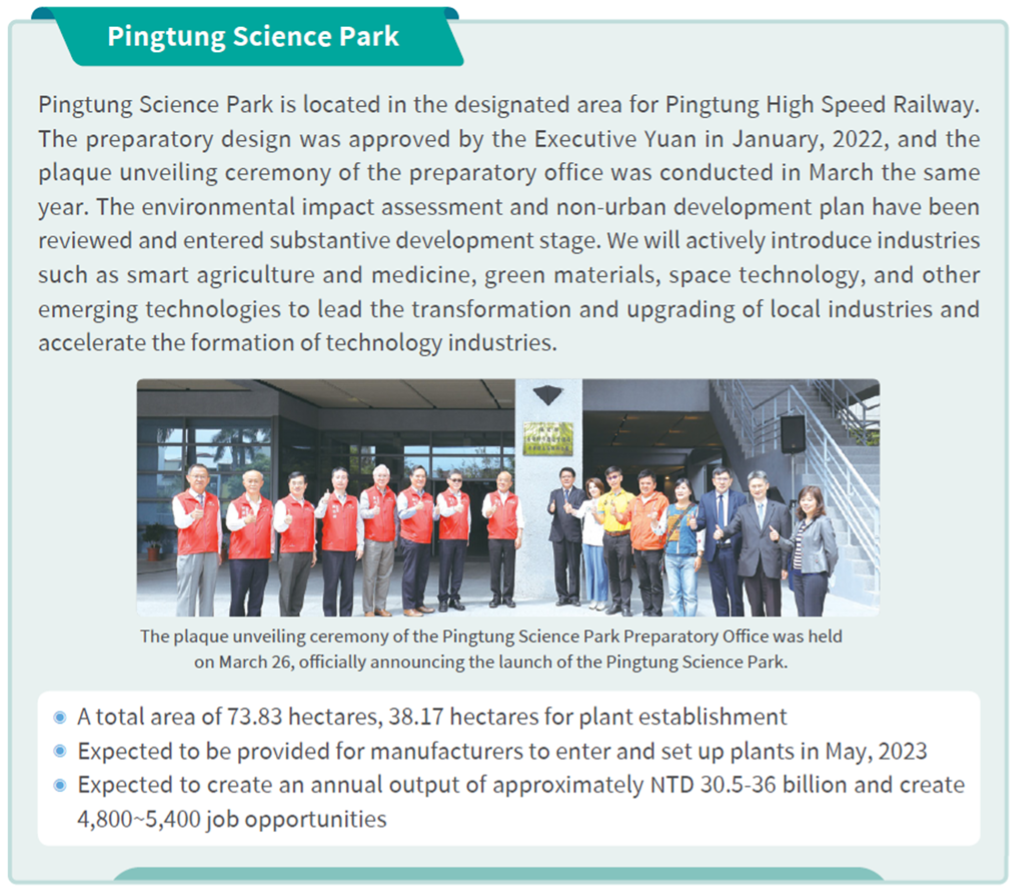 Pingtung Science Park
Pingtung Science Park is located in the designated area for Pingtung High Speed Railway.
The preparatory design was approved by the Executive Yuan in January, 2022, and the
plaque unveiling ceremony of the preparatory office was conducted in March the same
year. The environmental impact assessment and non-urban development plan have been
reviewed and entered substantive development stage. We will actively introduce industries
such as smart agriculture and medicine, green materials, space technology, and other
emerging technologies to lead the transformation and upgrading of local industries and
accelerate the formation of technology industries.
The plaque unveiling ceremony of the Pingtung Science Park Preparatory Office was held
on March 26, officially announcing the launch of the Pingtung Science Park.
A total area of 73.83 hectares, 38.17 hectares for plant establishment
Expected to be provided for manufacturers to enter and set up plants in May, 2023
Expected to create an annual output of approximately NTD 30.5-36 billion and create
4,800~5,400 job opportunities